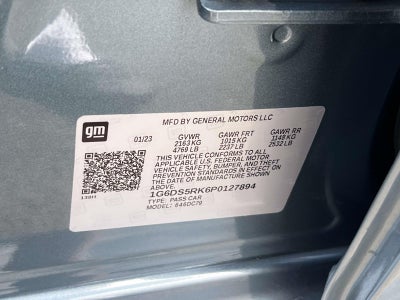 gm
MFD BY GENERAL MOTORS LLC
01/23 GVWR GAWR FRT GAWR RR
2163 KG 1015 KG 1148 KG
4769 LB 2237 LB 2532 LB
THIS VEHICLE CONFORMS TO ALL
APPLICABLE U.S. FEDERAL MOTOR
VEHICLE SAFETY, BUMPER, AND
THEFT PREVENTION STANDARDS
IN EFFECT ON THE DATE OF
MANUFACTURE SHOWN ABOVE
1G6DS5RK6P0127894
TYPE: PASS CAR
MODEL: 6460C79